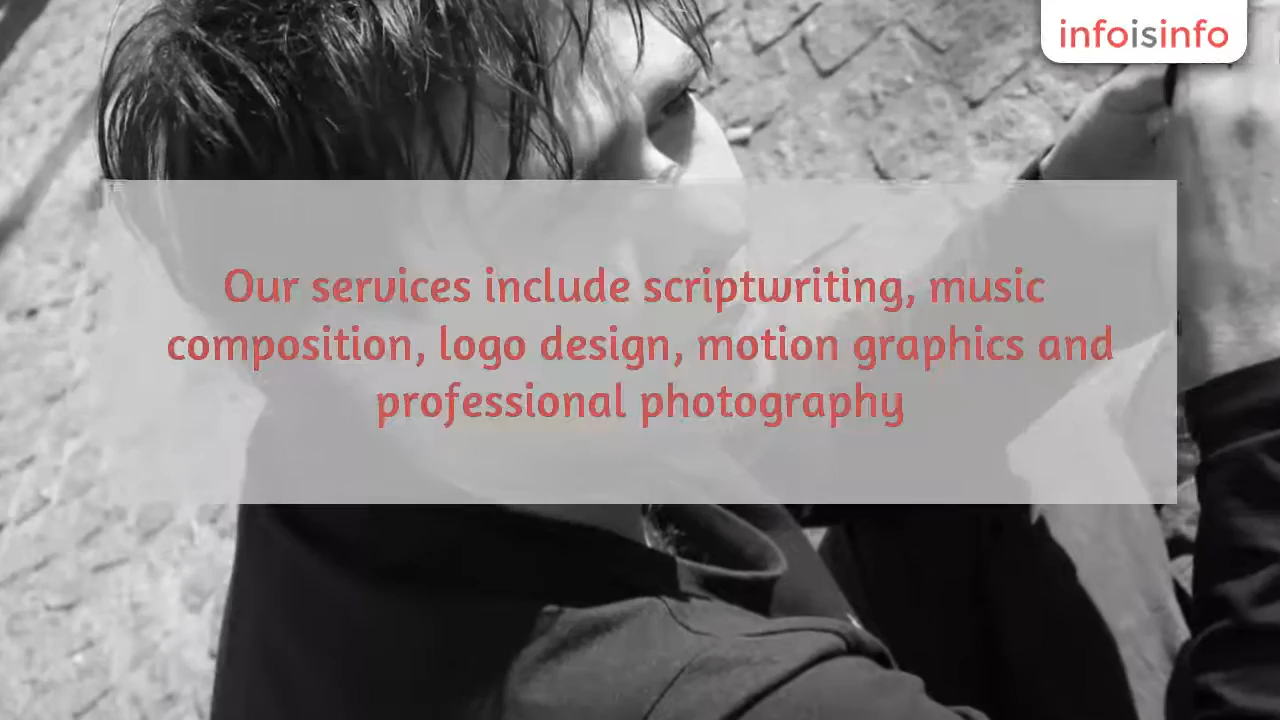 infoisinfo
Our services include scriptwriting, music
composition, logo design, motion graphics and
professional photography